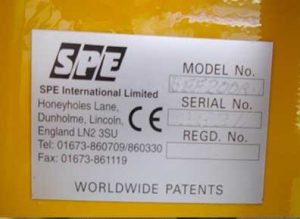 SPE
SPE International Limited
Honeyholes Lane,
Dunholme, Lincoln,
England LN2 3SU
Tel: 01673-860709/860330
Fax: 01673-861119
CE
MODEL No.
SERIAL No.
REGD. No.
WORLDWIDE PATENTS